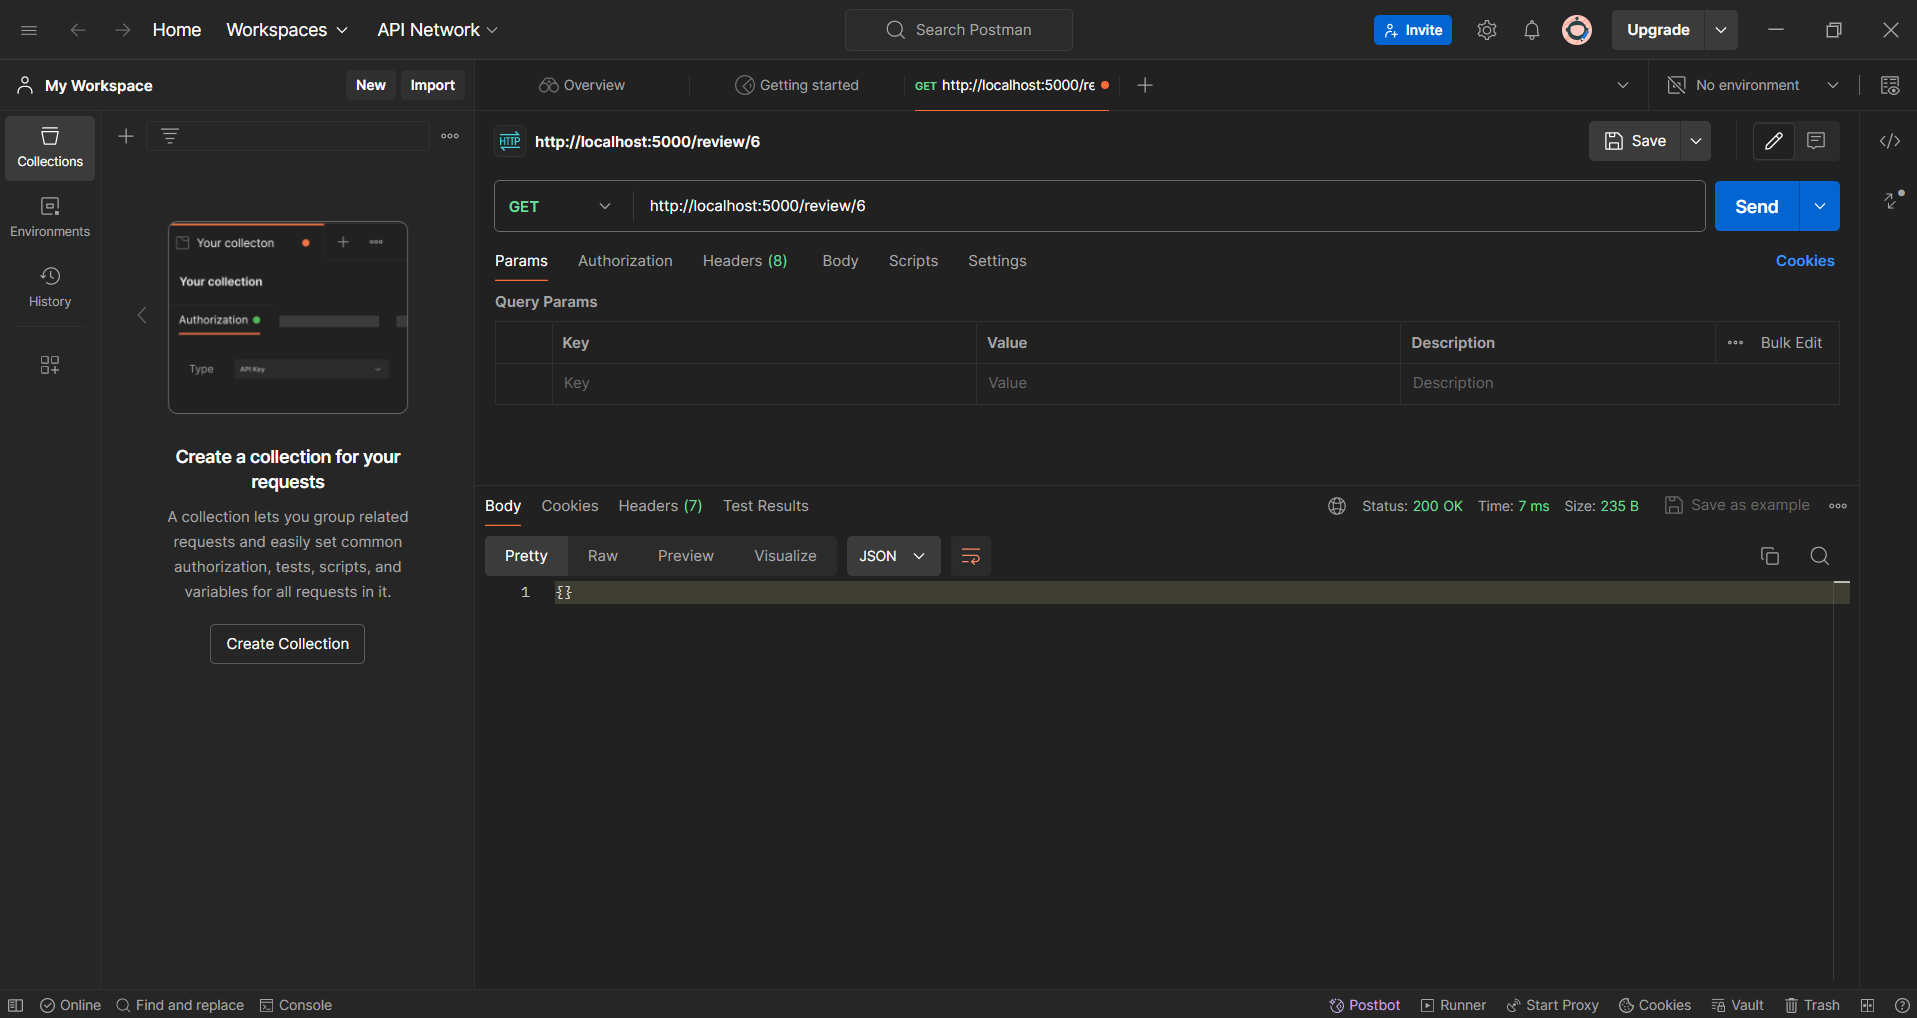 Home Workspaces API Network Search Postman Invite Upgrade
My Workspace New Import Overview Getting started GET http://localhost:5000/re No environment
Collections
Environments
History
Your collecton
Your collection
Authorization
Type API Key
Create a collection for your
requests
A collection lets you group related
requests and easily set common
authorization, tests, scripts, and
variables for all requests in it.
Create Collection
HTTP http://localhost:5000/review/6 Save
GET http://localhost:5000/review/6 Send
Params Authorization Headers (8) Body Scripts Settings Cookies
Query Params
Key Value Description Bulk Edit
Key Value Description
Body Cookies Headers (7) Test Results Status: 200 OK Time: 7 ms Size: 235 B Save as example
Pretty Raw Preview Visualize JSON
1 {}
Online Find and replace Console Postbot Runner Start Proxy Cookies Vault Trash